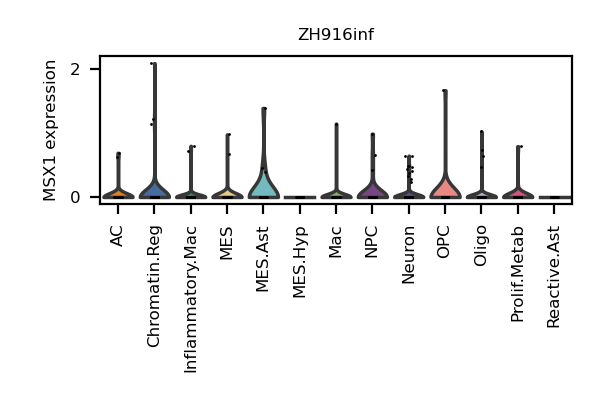 ZH916inf
MSX1 expression
2
0
AC
Chromatin.Reg
Inflammatory.Mac
MES
MES.Ast
MES.Hyp
Mac
NPC
Neuron
OPC
Oligo
Prolif.Metab
Reactive.Ast